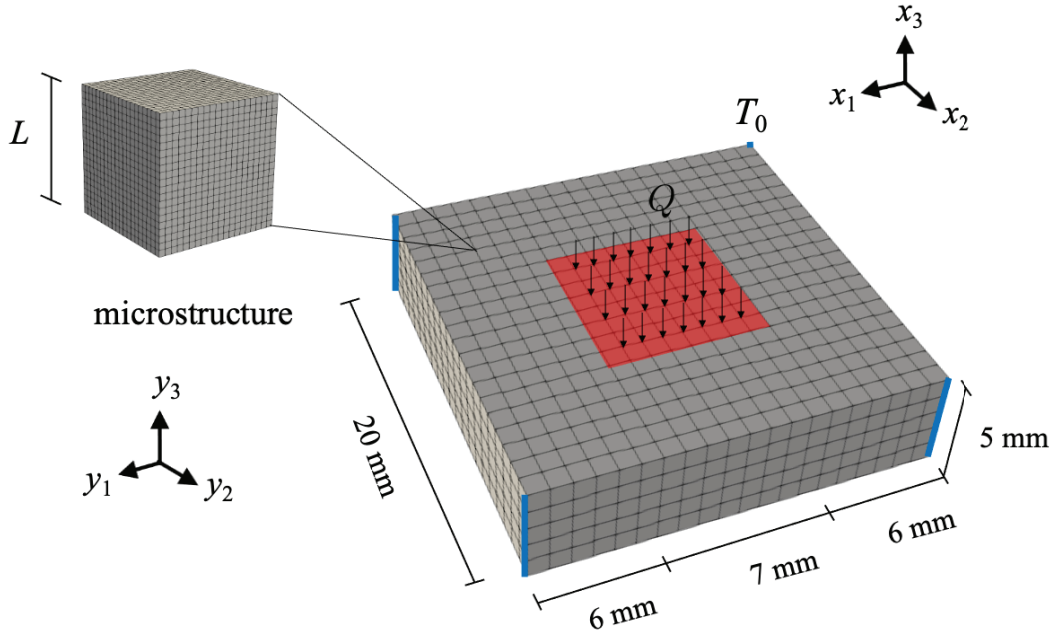 x₃
x₁
x₂
T₀
L
Q
microstructure
y₃
y₁
y₂
20 mm
5 mm
6 mm
7 mm
6 mm